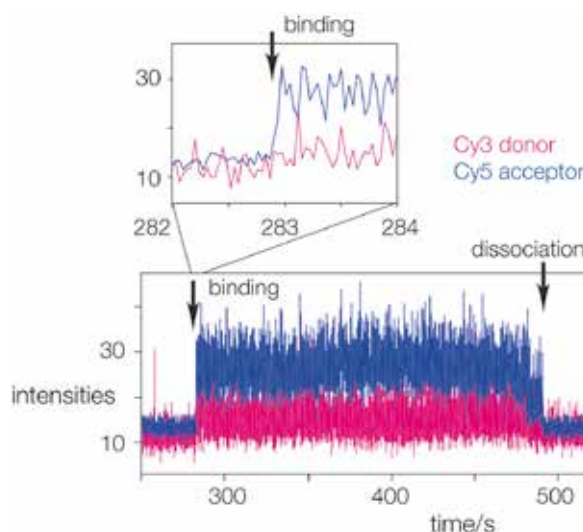 binding
30
10
Cy3 donor
Cy5 acceptor
282
283
284
dissociation
binding
30
intensities
10
300
400
500
time/s